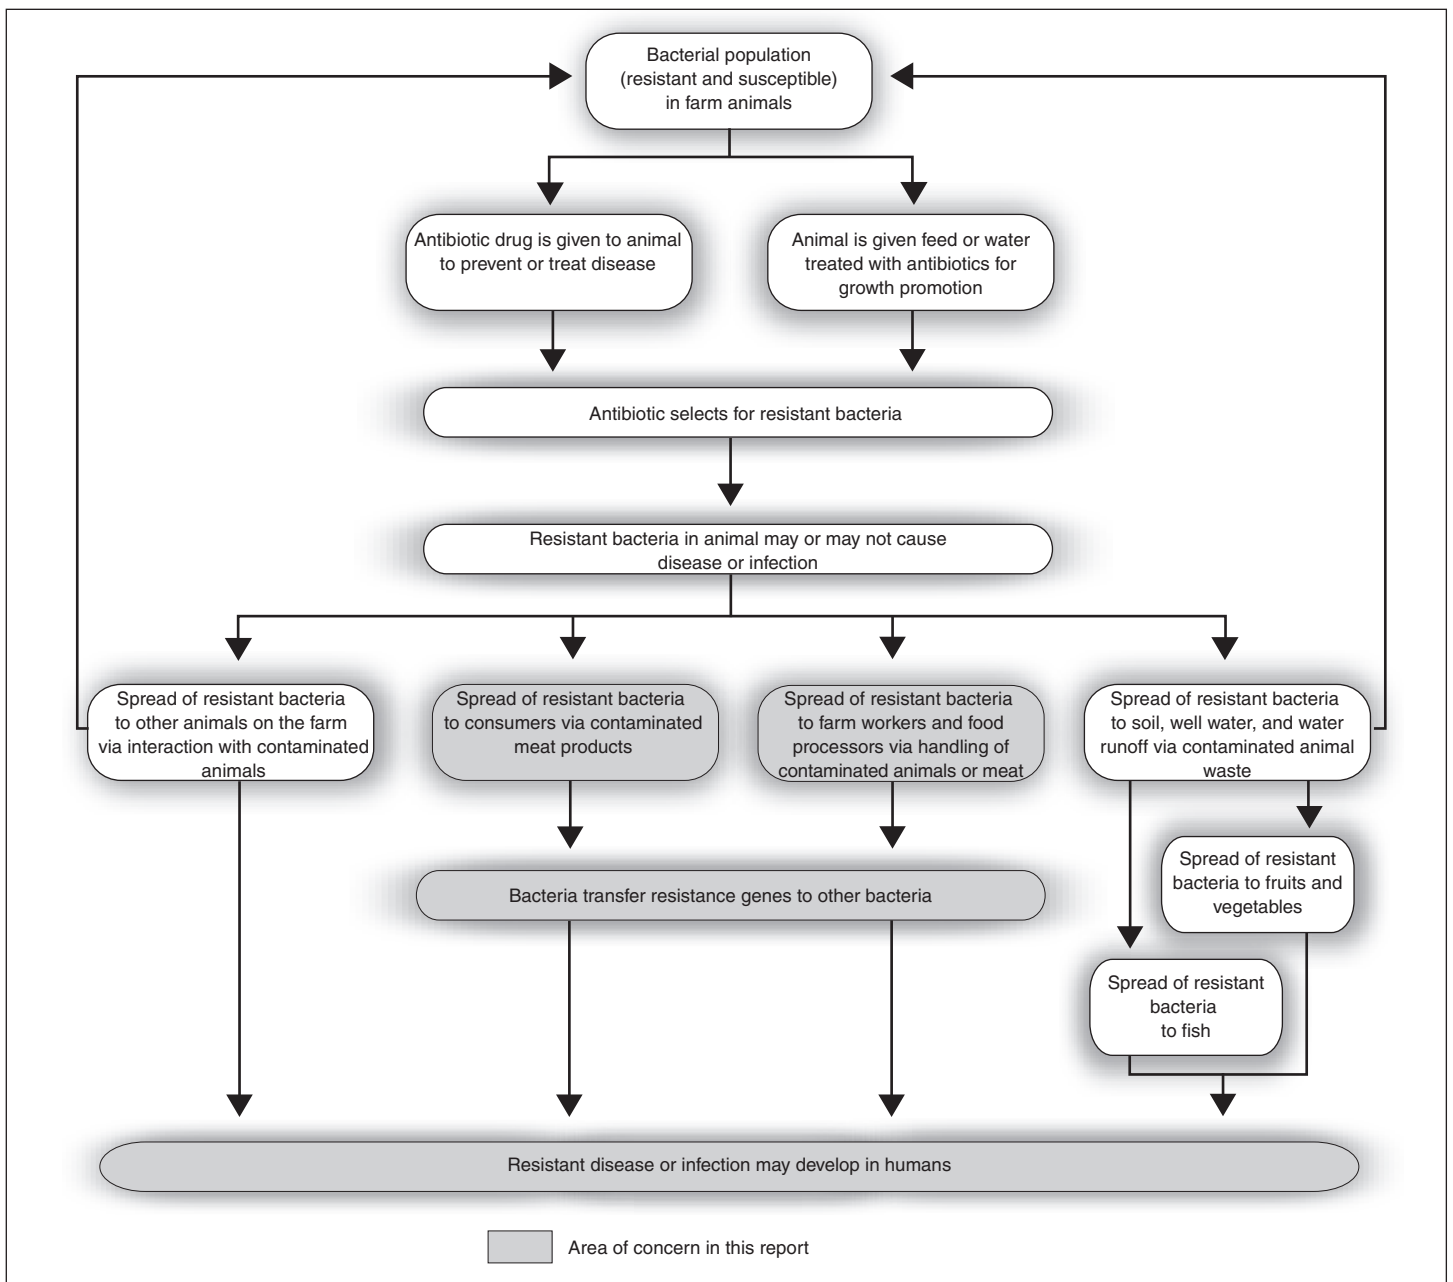 Bacterial population
(resistant and susceptible)
in farm animals
Antibiotic drug is given to animal
to prevent or treat disease
Animal is given feed or water
treated with antibiotics for
growth promotion
Antibiotic selects for resistant bacteria
Resistant bacteria in animal may or may not cause
disease or infection
Spread of resistant bacteria
to other animals on the farm
via interaction with contaminated
animals
Spread of resistant bacteria
to consumers via contaminated
meat products
Spread of resistant bacteria
to farm workers and food
processors via handling of
contaminated animals or meat
Spread of resistant bacteria
to soil, well water, and water
runoff via contaminated animal
waste
Spread of resistant
bacteria to fruits and
vegetables
Bacteria transfer resistance genes to other bacteria
Spread of resistant
bacteria
to fish
Resistant disease or infection may develop in humans
Area of concern in this report